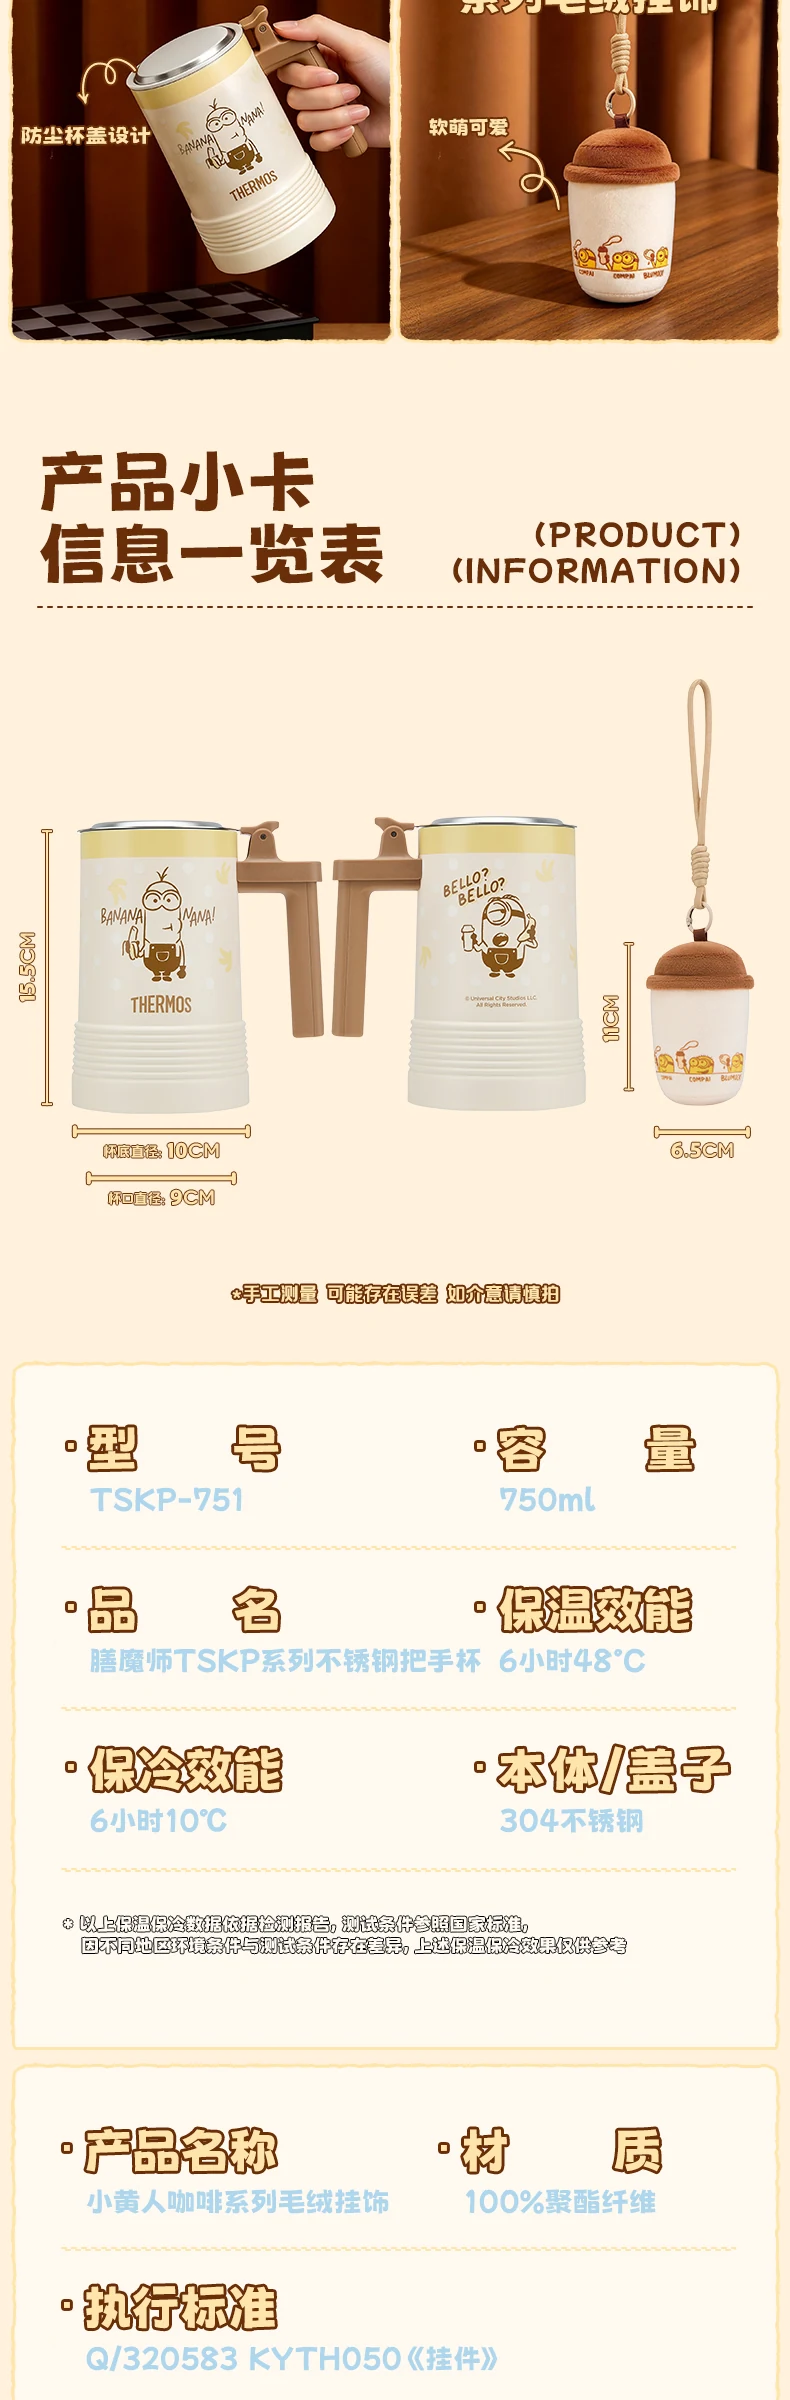 系列毛绒挂饰
防尘杯盖设计
软萌可爱
BANANA NANA!
THERMOS
COMPAI
产品小卡
信息一览表
(PRODUCT)
(INFORMATION)
15.5CM
BANANA NANA!
THERMOS
BELLO?
BELLO?
© Universal City Studios LLC.
All Rights Reserved.
11CM
COMPAI
杯底直径: 10CM
杯口直径: 9CM
6.5CM
*手工测量 可能存在误差 如介意请慎拍
型号
TSKP-751
容量
750ml
品名
膳魔师TSKP系列不锈钢把手杯
保温效能
6小时48°C
保冷效能
6小时10℃
本体/盖子
304不锈钢
* 以上保温保冷数据依据检测报告, 测试条件参照国家标准,
因不同地区环境条件与测试条件存在差异, 上述保温保冷效果仅供参考
产品名称
小黄人咖啡系列毛绒挂饰
材质
100%聚酯纤维
执行标准
Q/320583 KYTH050《挂件》